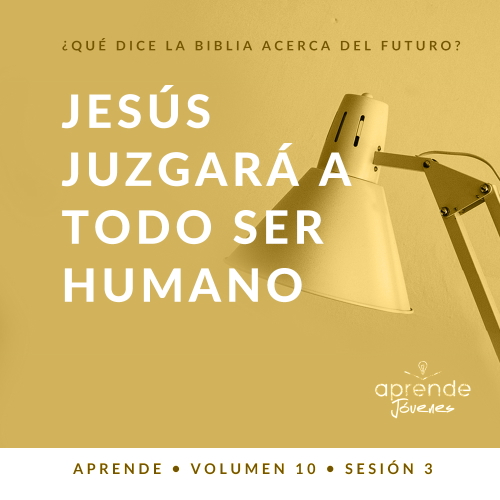 ¿QUÉ DICE LA BIBLIA ACERCA DEL FUTURO?
JESÚS
JUZGARÁ A
TODO SER
HUMANO
aprende
Jóvenes
APRENDE • VOLUMEN 10 • SESIÓN 3